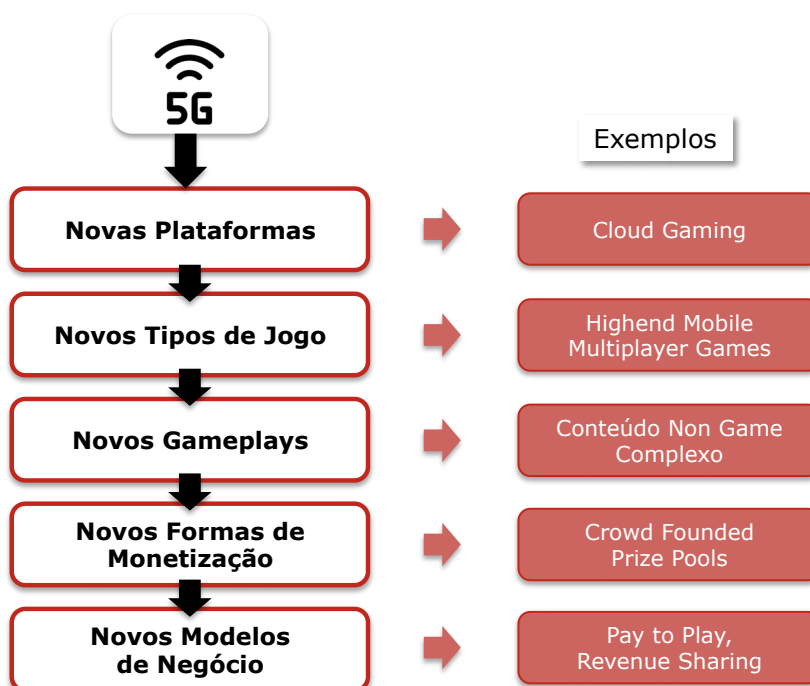 5G
Exemplos
Novas Plataformas
Cloud Gaming
Novos Tipos de Jogo
Highend Mobile
Multiplayer Games
Novos Gameplays
Conteúdo Non Game
Complexo
Novos Formas de
Monetização
Crowd Founded
Prize Pools
Novos Modelos
de Negócio
Pay to Play,
Revenue Sharing